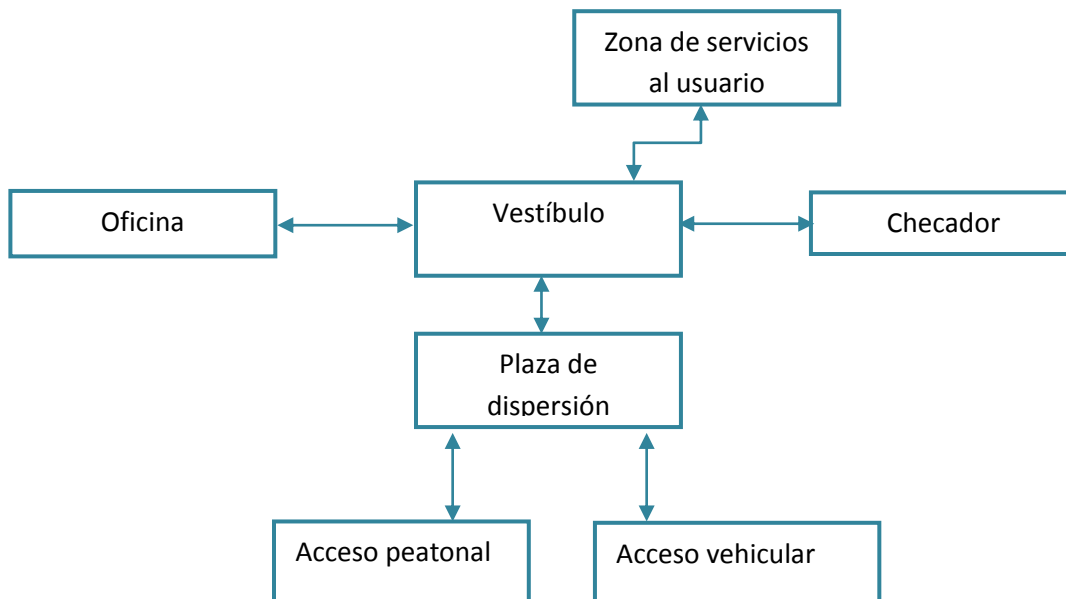 Zona de servicios
al usuario
Oficina
Vestíbulo
Checador
Plaza de
dispersión
Acceso peatonal
Acceso vehicular